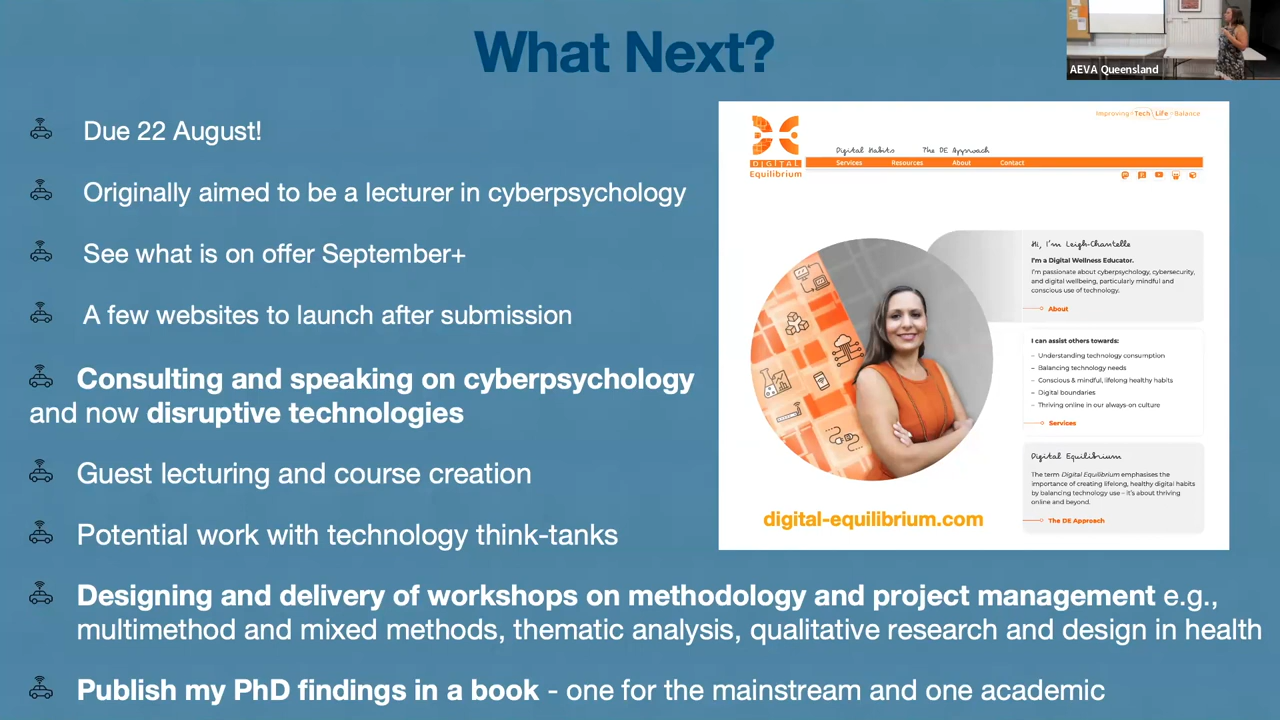 What Next?
AEVA Queensland
Due 22 August!
Originally aimed to be a lecturer in cyberpsychology
See what is on offer September+
A few websites to launch after submission
Consulting and speaking on cyberpsychology
and now disruptive technologies
Guest lecturing and course creation
Potential work with technology think-tanks
Designing and delivery of workshops on methodology and project management e.g.,
multimethod and mixed methods, thematic analysis, qualitative research and design in health
Publish my PhD findings in a book - one for the mainstream and one academic
Improving Tech Life Balance
DIGITAL
Equilibrium
Digital Habits The DE Approach
Services Resources About Contact
Hi, I'm Leigh-Chantelle
I'm a Digital Wellness Educator.
I'm passionate about cyberpsychology, cybersecurity,
and digital wellbeing, particularly mindful and
conscious use of technology.
About
I can assist others towards:
– Understanding technology consumption
– Balancing technology needs
– Conscious & mindful, lifelong healthy habits
– Digital boundaries
– Thriving online in our always-on culture
Services
Digital Equilibrium
The term Digital Equilibrium emphasises the
importance of creating lifelong, healthy digital habits
by balancing technology use – it's about thriving
online and beyond.
The DE Approach
digital-equilibrium.com